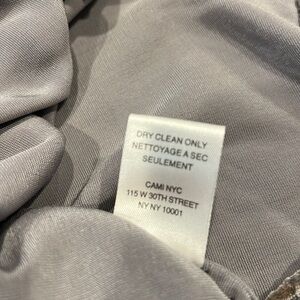 DRY CLEAN ONLY
NETTOYAGE A SEC
SEULEMENT
CAMI NYC
115 W 30TH STREET
NY NY 10001